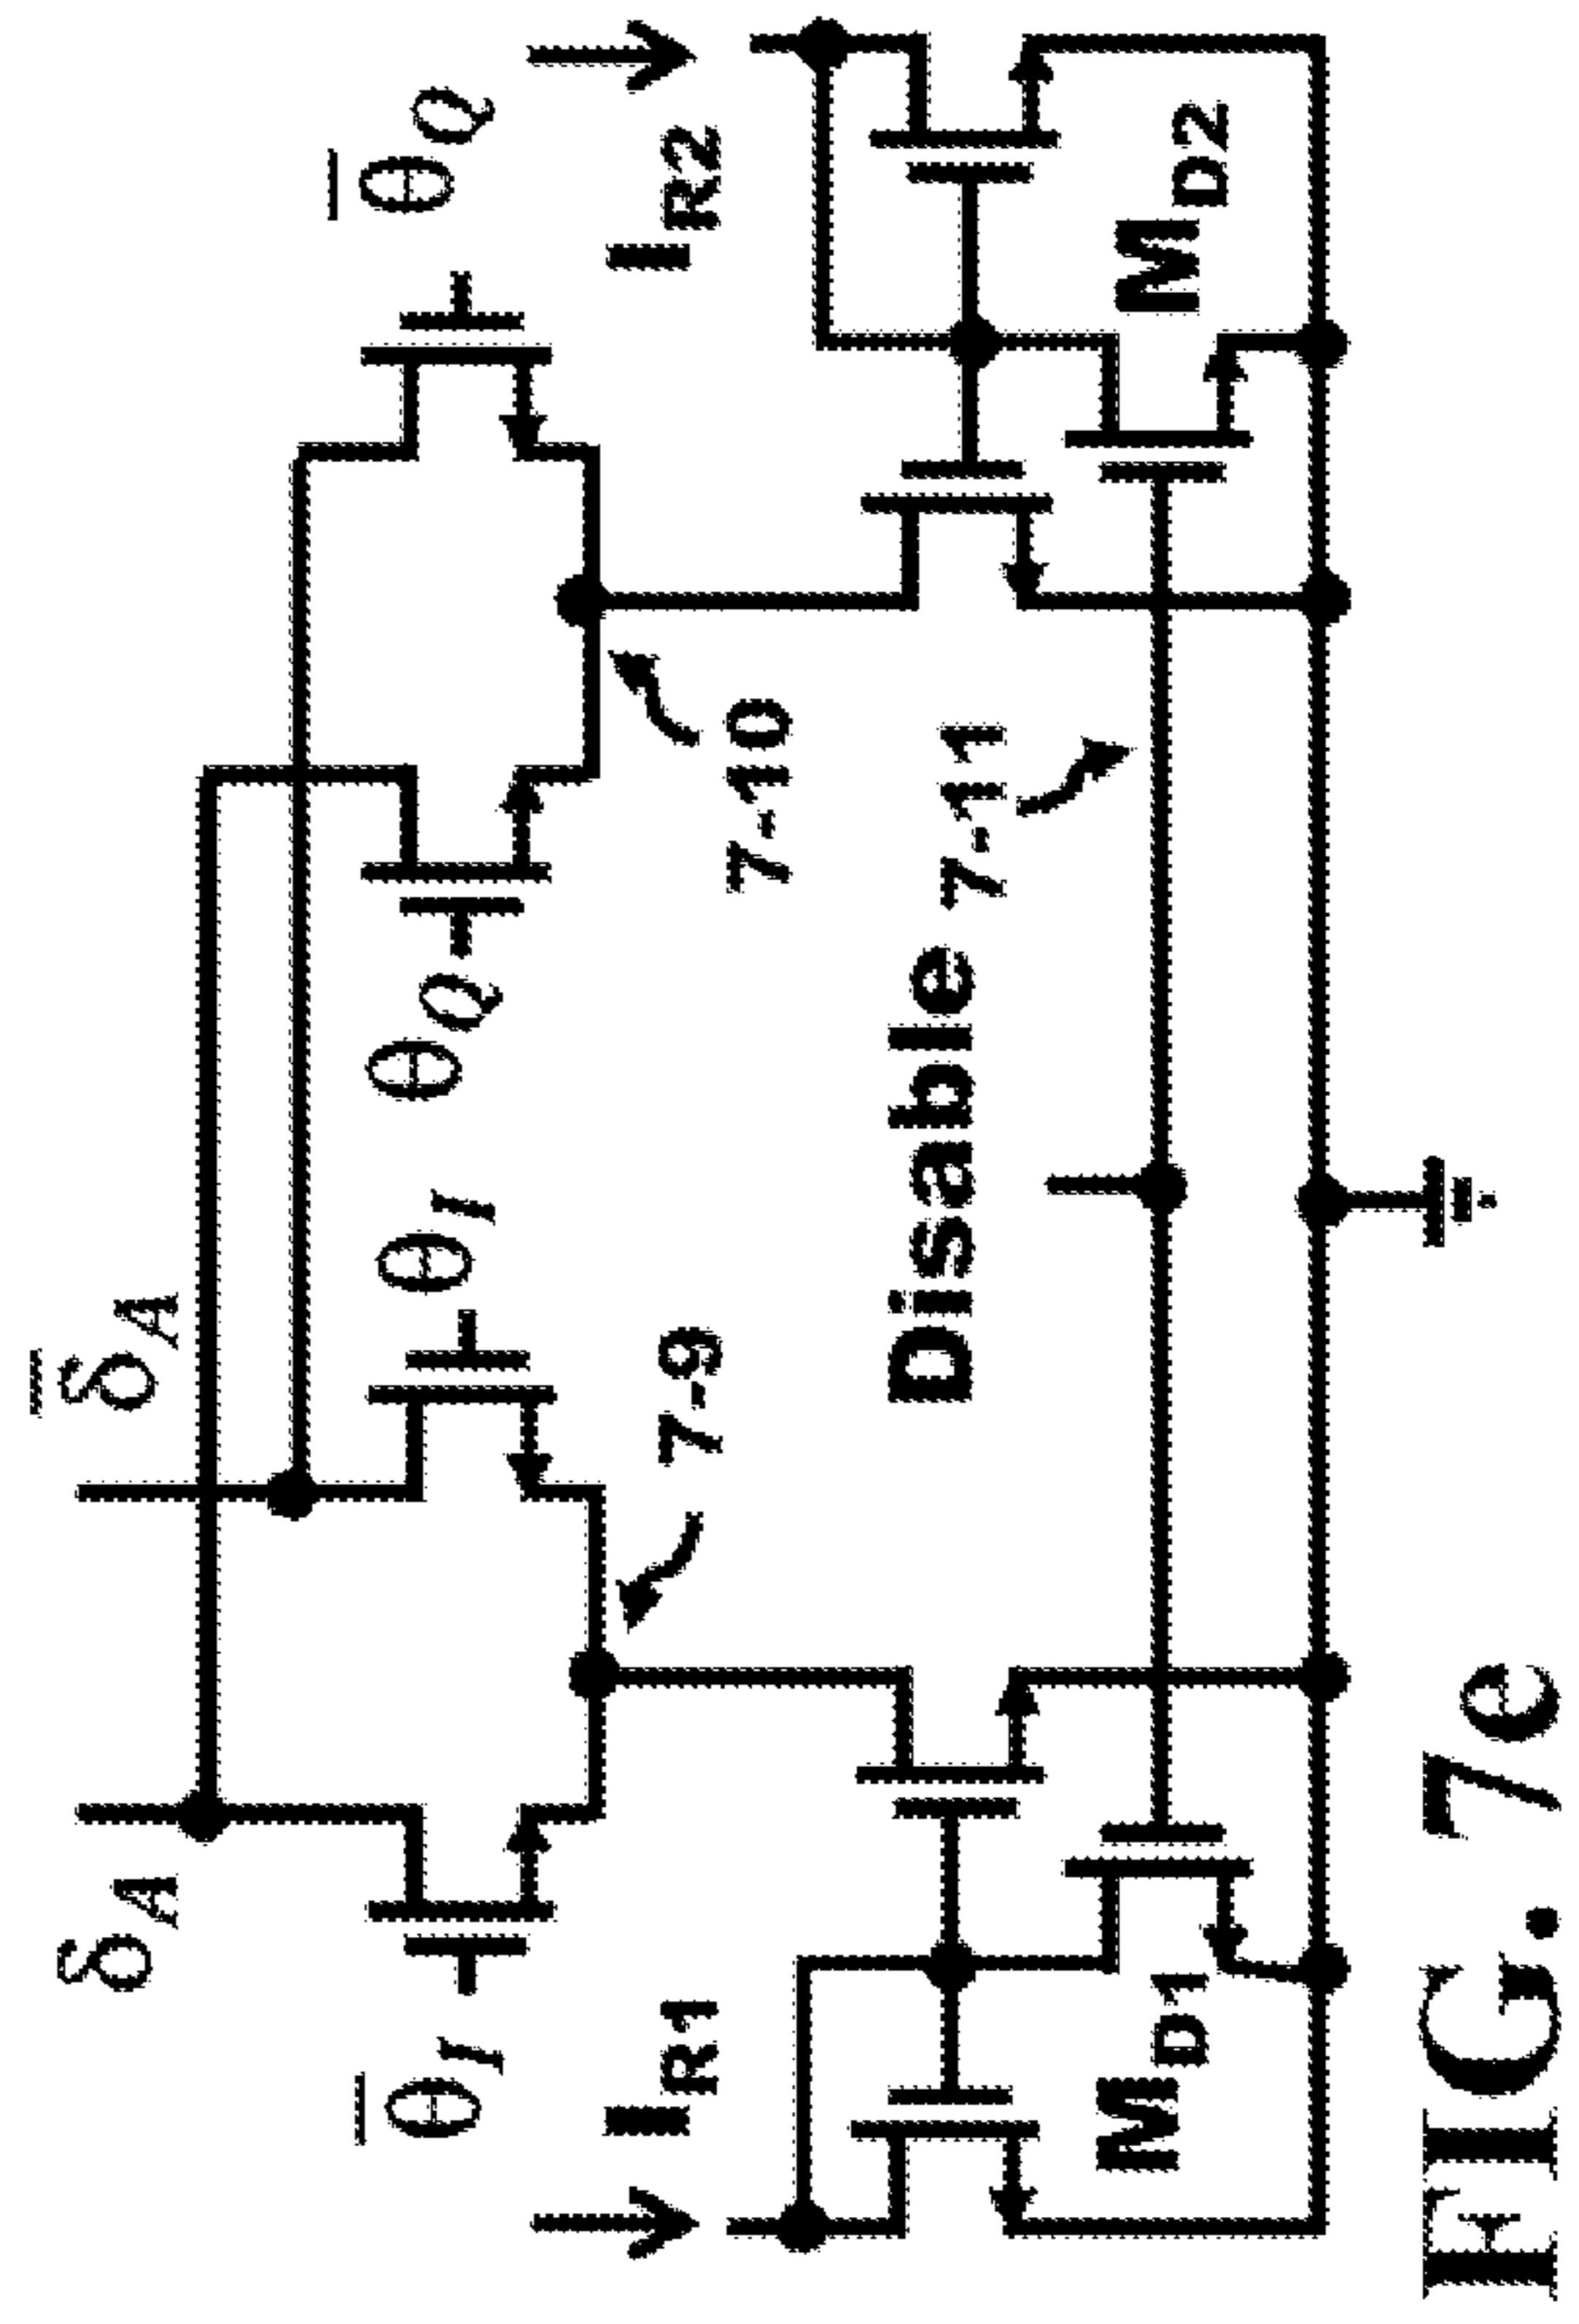 δ_A
δ̅_A
θ̅_I
θ_I
θ_Q
θ̅_Q
I_R1
7-9
7-10
I_R2
Disable
7-11
M_D1
M_D2
FIG. 7e